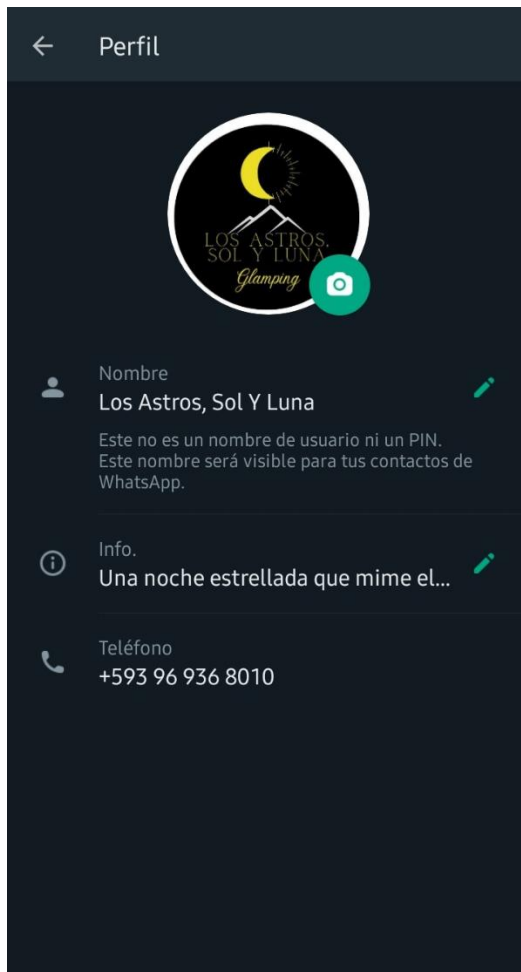 Perfil
LOS ASTROS,
SOL Y LUNA
Glamping
Nombre
Los Astros, Sol Y Luna
Este no es un nombre de usuario ni un PIN.
Este nombre será visible para tus contactos de
WhatsApp.
Info.
Una noche estrellada que mime el...
Teléfono
+593 96 936 8010